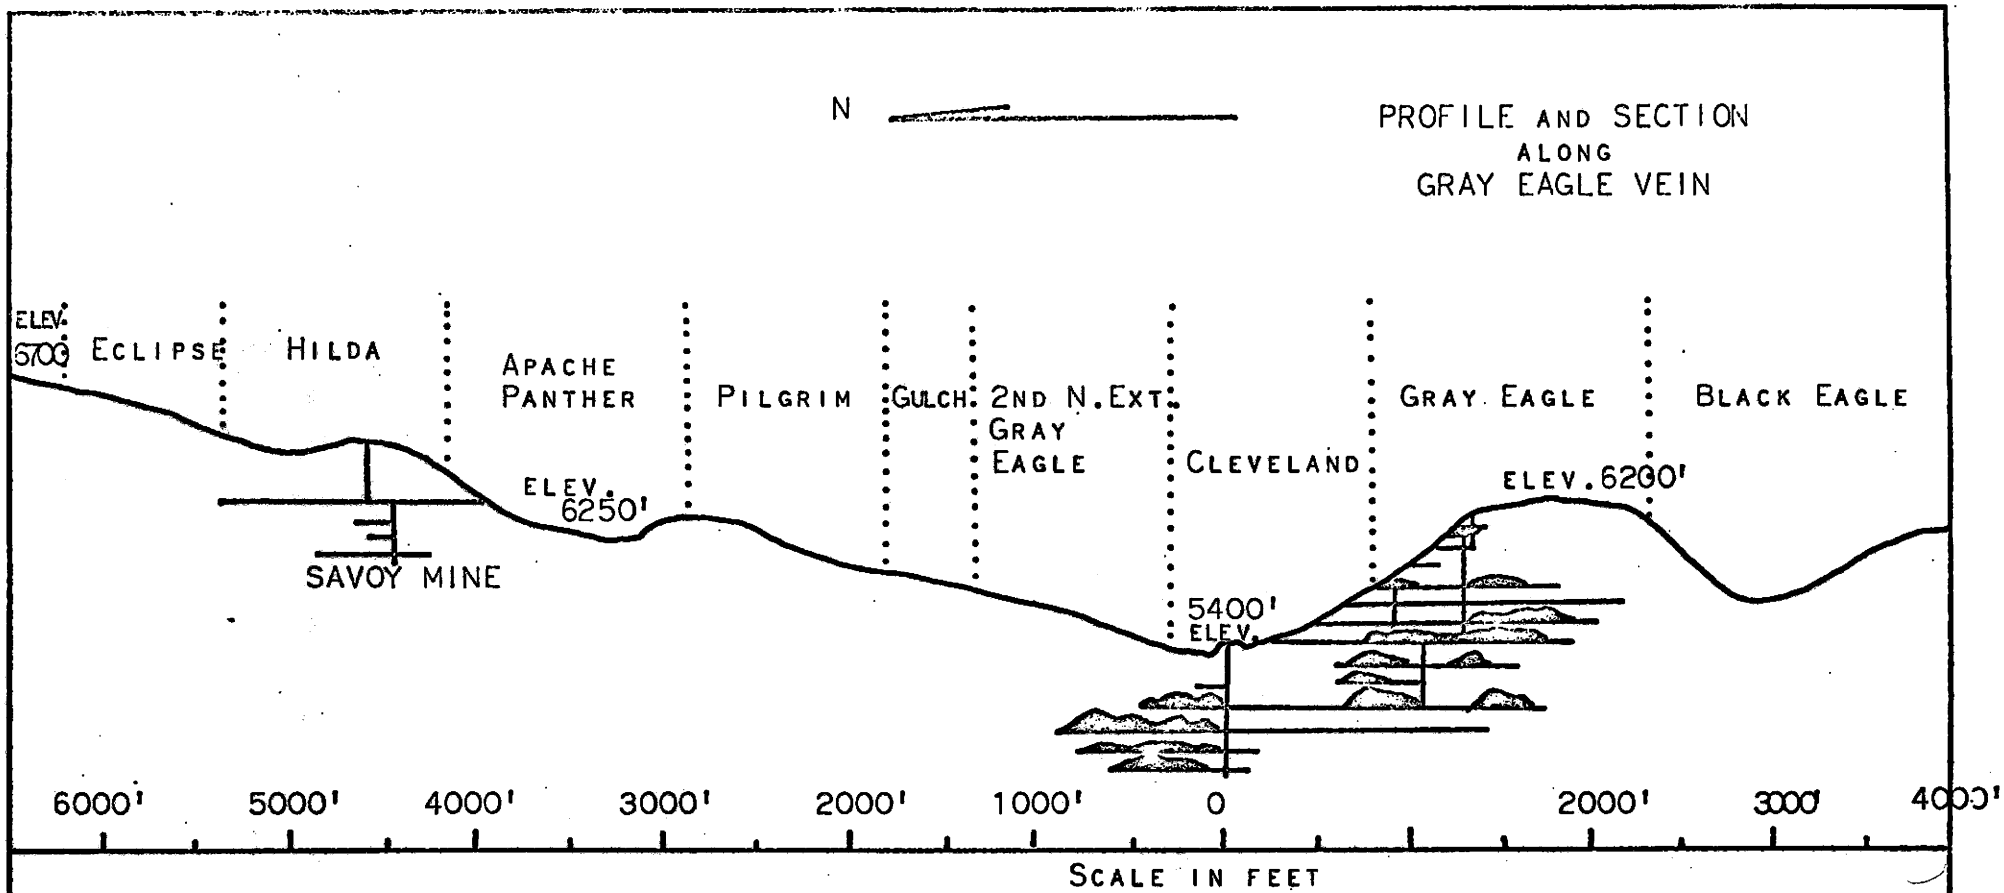 N
PROFILE AND SECTION
ALONG
GRAY EAGLE VEIN
ELEV.
6700'
ECLIPSE
HILDA
APACHE
PANTHER
PILGRIM
GULCH
2ND N. EXT.
GRAY
EAGLE
CLEVELAND
GRAY EAGLE
BLACK EAGLE
ELEV.
6250'
ELEV. 6200'
SAVOY MINE
5400'
ELEV.
6000' 5000' 4000' 3000' 2000' 1000' 0 2000' 3000' 4000'
SCALE IN FEET